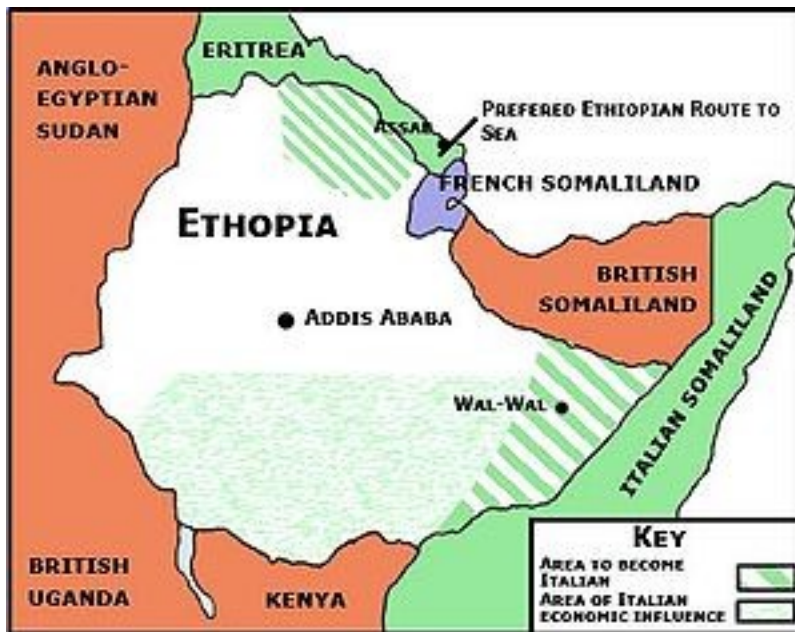 ERITREA
ANGLO-
EGYPTIAN
SUDAN
ASSAB
PREFERED ETHIOPIAN ROUTE TO
SEA
FRENCH SOMALILAND
ETHOPIA
BRITISH
SOMALILAND
ADDIS ABABA
WAL-WAL
ITALIAN SOMALILAND
BRITISH
UGANDA
KENYA
KEY
AREA TO BECOME
ITALIAN
AREA OF ITALIAN
ECONOMIC INFLUENCE